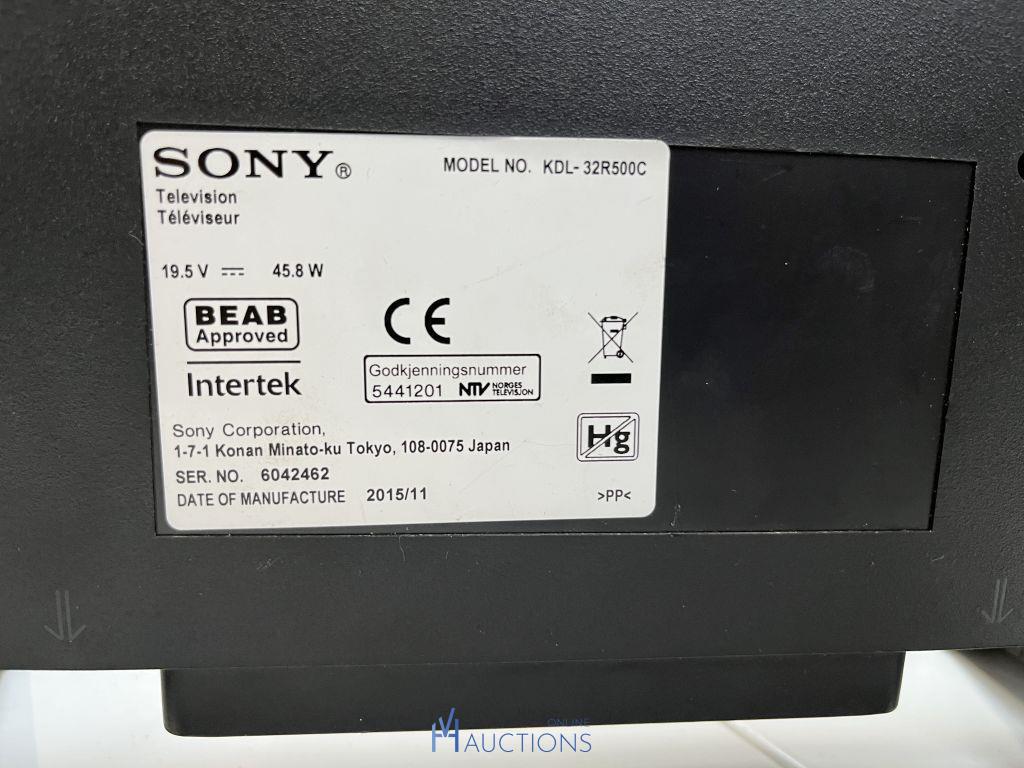 SONY®
MODEL NO. KDL-32R500C
Television
Téléviseur
19.5 V 45.8 W
BEAB
Approved
Intertek
CE
Godkjenningsnummer
5441201 NTV NORGES TELEVISJON
Hg
Sony Corporation,
1-7-1 Konan Minato-ku Tokyo, 108-0075 Japan
SER. NO. 6042462
DATE OF MANUFACTURE 2015/11
>PP<
VH ONLINE
AUCTIONS